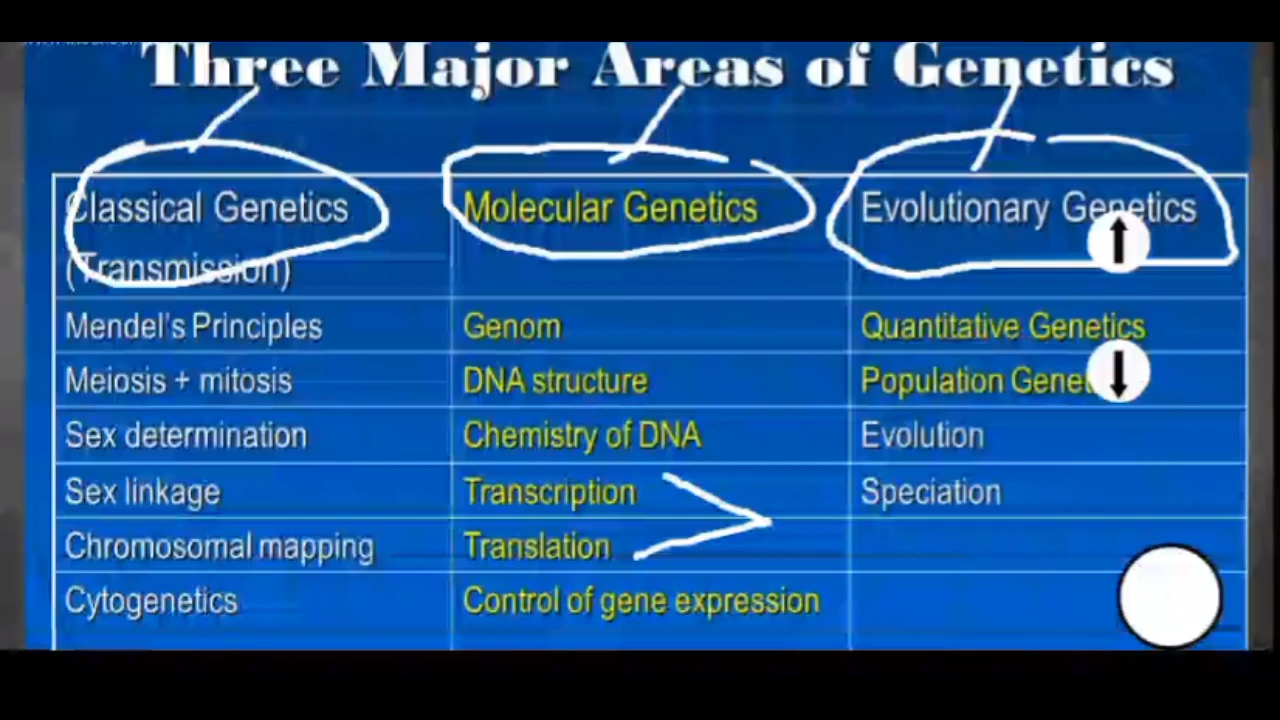 Three Major Areas of Genetics
Classical Genetics Molecular Genetics Evolutionary Genetics
(Transmission)
Mendel's Principles Genom Quantitative Genetics
Meiosis + mitosis DNA structure Population
Sex determination Chemistry of DNA Evolution
Sex linkage Transcription Speciation
Chromosomal mapping Translation
Cytogenetics Control of gene expression